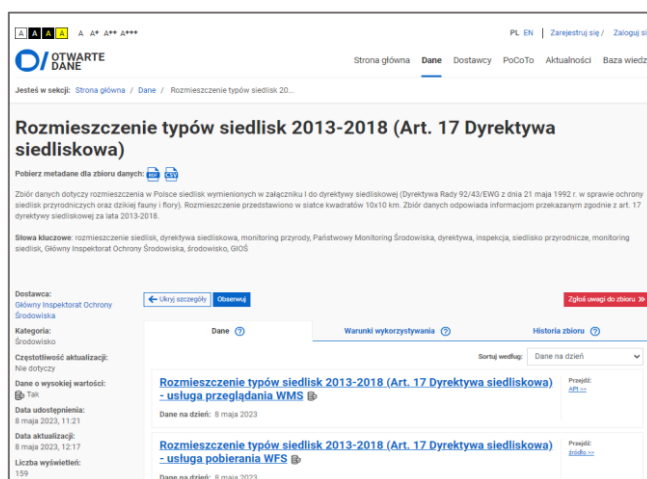 A A A A A A+ A++ A+++ PL EN Zarejestruj się / Zaloguj si
OTWARTE
DANE
Strona główna Dane Dostawcy PoCoTo Aktualności Baza wiedz
Jesteś w sekcji: Strona główna / Dane / Rozmieszczenie typów siedlisk 20...
Rozmieszczenie typów siedlisk 2013-2018 (Art. 17 Dyrektywa
siedliskowa)
Pobierz metadane dla zbioru danych: RDF CSV
Zbiór danych dotyczy rozmieszczenia w Polsce siedlisk wymienionych w załączniku I do dyrektywy siedliskowej (Dyrektywa Rady 92/43/EWG z dnia 21 maja 1992 r. w sprawie ochrony
siedlisk przyrodniczych oraz dzikiej fauny i flory). Rozmieszczenie przedstawiono w siatce kwadratów 10x10 km. Zbiór danych odpowiada informacjom przekazanym zgodnie z art. 17
dyrektywy siedliskowej za lata 2013-2018.
Słowa kluczowe: rozmieszczenie siedlisk, dyrektywa siedliskowa, monitoring przyrody, Państwowy Monitoring Środowiska, dyrektywa, inspekcja, siedlisko przyrodnicze, monitoring
siedlisk, Główny Inspektorat Ochrony Środowiska, środowisko, GIOŚ
Dostawca:
Główny Inspektorat Ochrony
Środowiska
Kategoria:
Środowisko
Częstotliwość aktualizacji:
Nie dotyczy
Dane o wysokiej wartości:
Tak
Data udostępnienia:
8 maja 2023, 11:21
Data aktualizacji:
8 maja 2023, 12:17
Liczba wyświetleń:
159
Ukryj szczegóły Obserwuj Zgłoś uwagi do zbioru
Dane Warunki wykorzystywania Historia zbioru
Sortuj według: Dane na dzień
Rozmieszczenie typów siedlisk 2013-2018 (Art. 17 Dyrektywa siedliskowa)
- usługa przeglądania WMS
Dane na dzień: 8 maja 2023
Przejdź:
API >>
Rozmieszczenie typów siedlisk 2013-2018 (Art. 17 Dyrektywa siedliskowa)
- usługa pobierania WFS
Dane na dzień: 8 maja 2023
Przejdź:
źródło >>